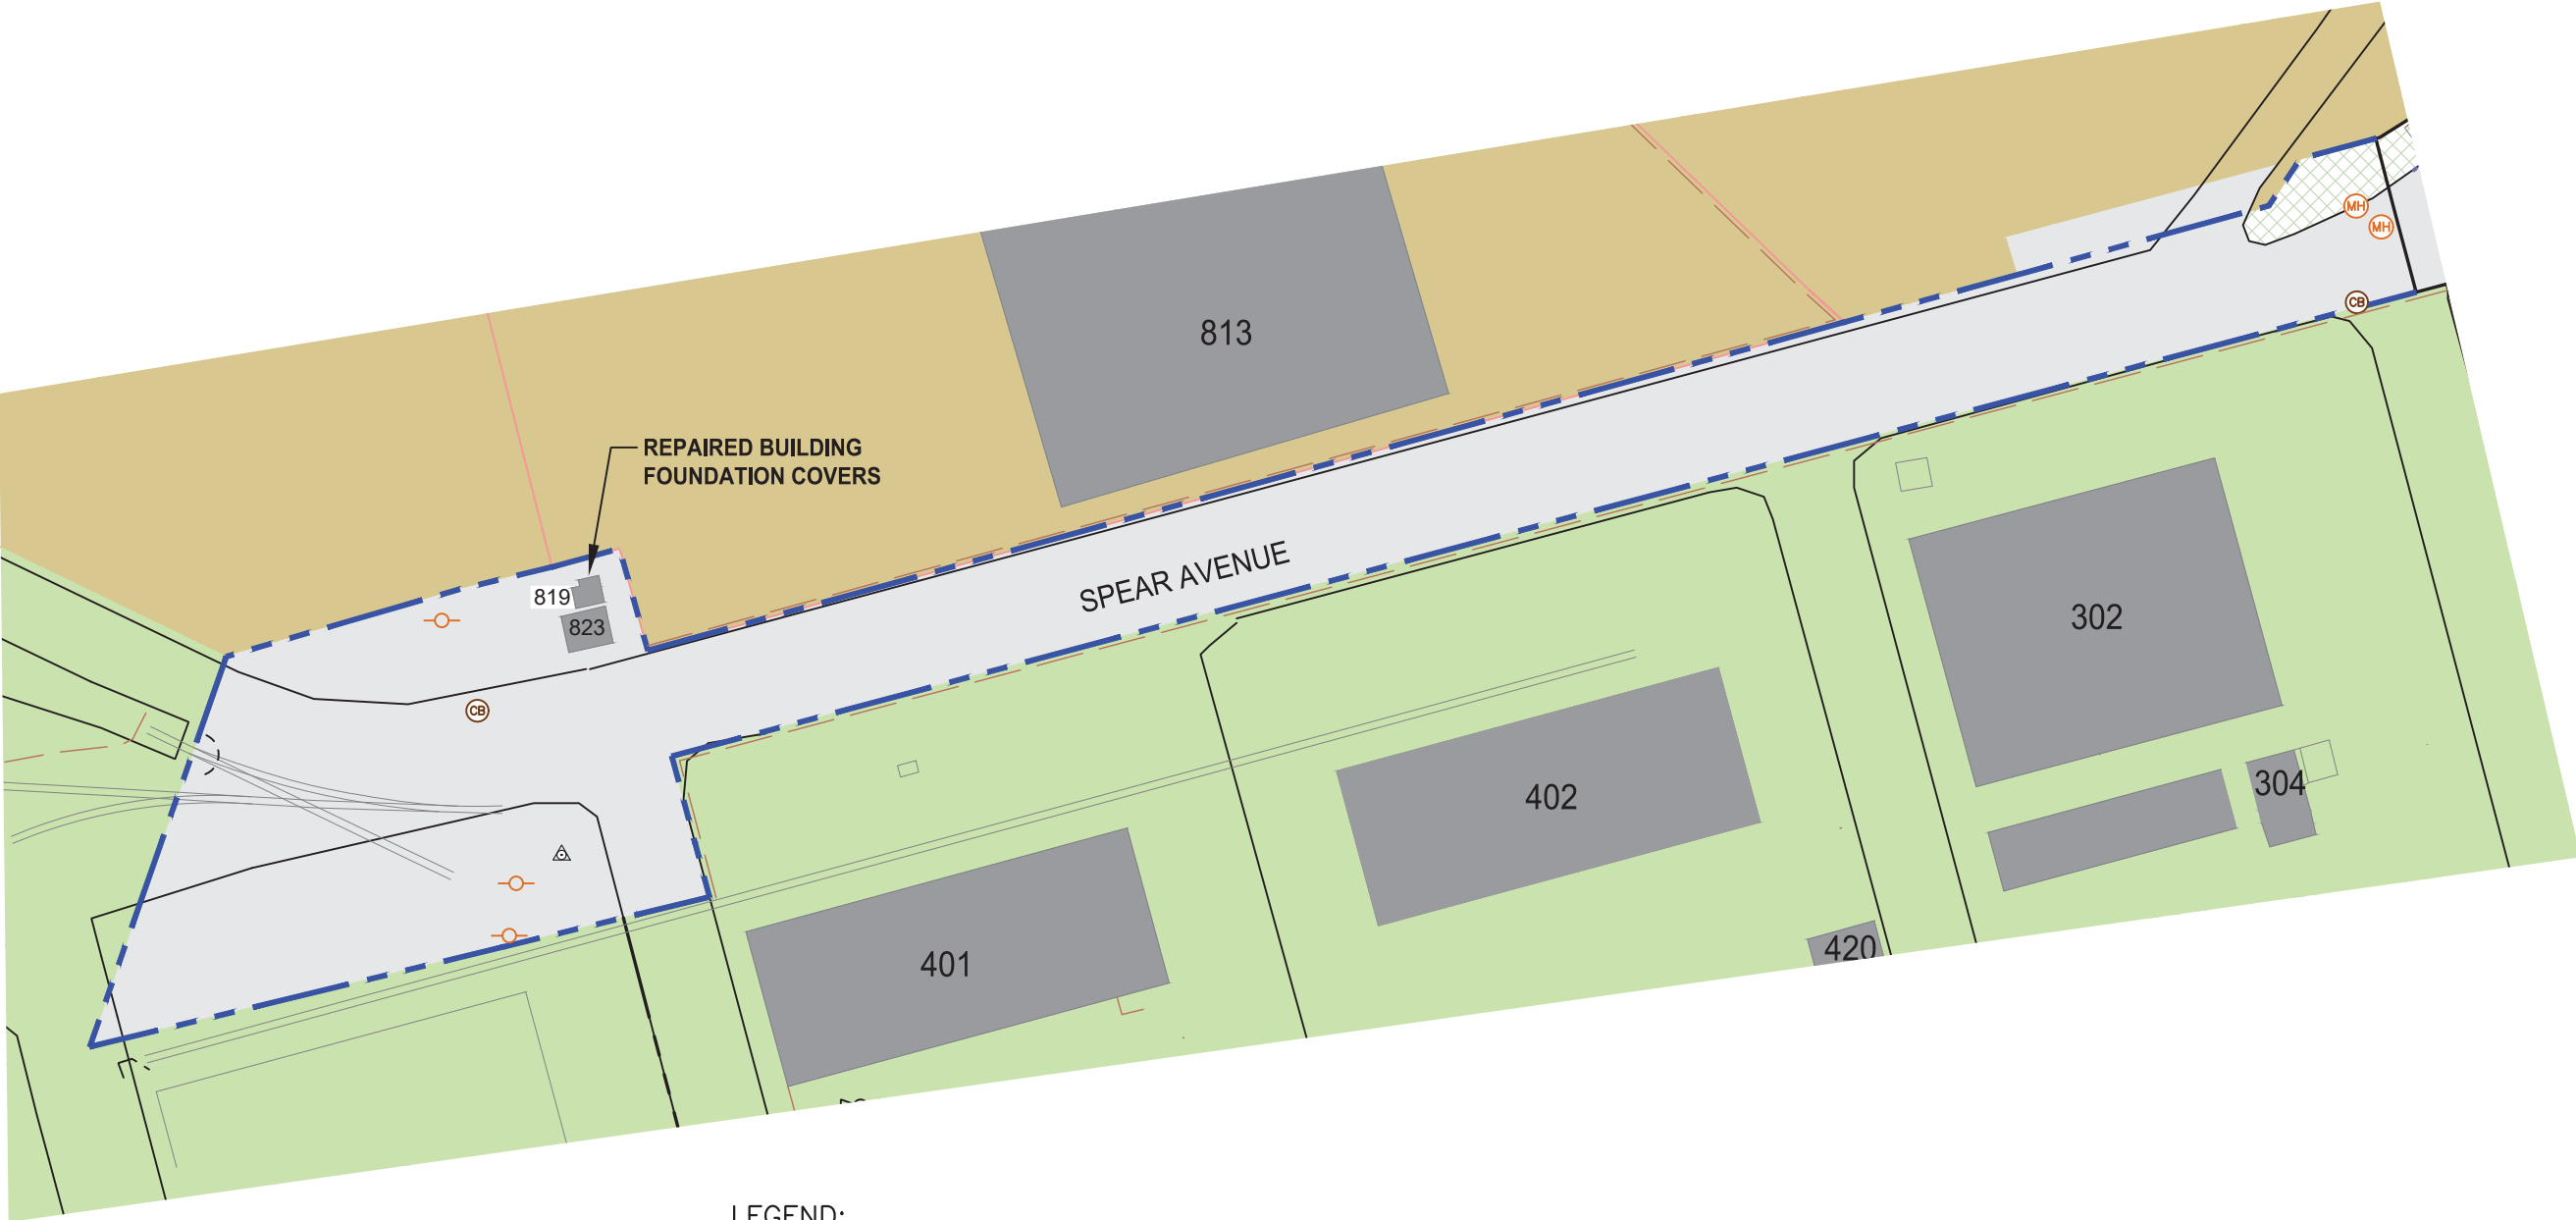 MH
MH
CB
813
REPAIRED BUILDING
FOUNDATION COVERS
SPEAR AVENUE
819
823
302
CB
304
402
420
401
LEGEND: